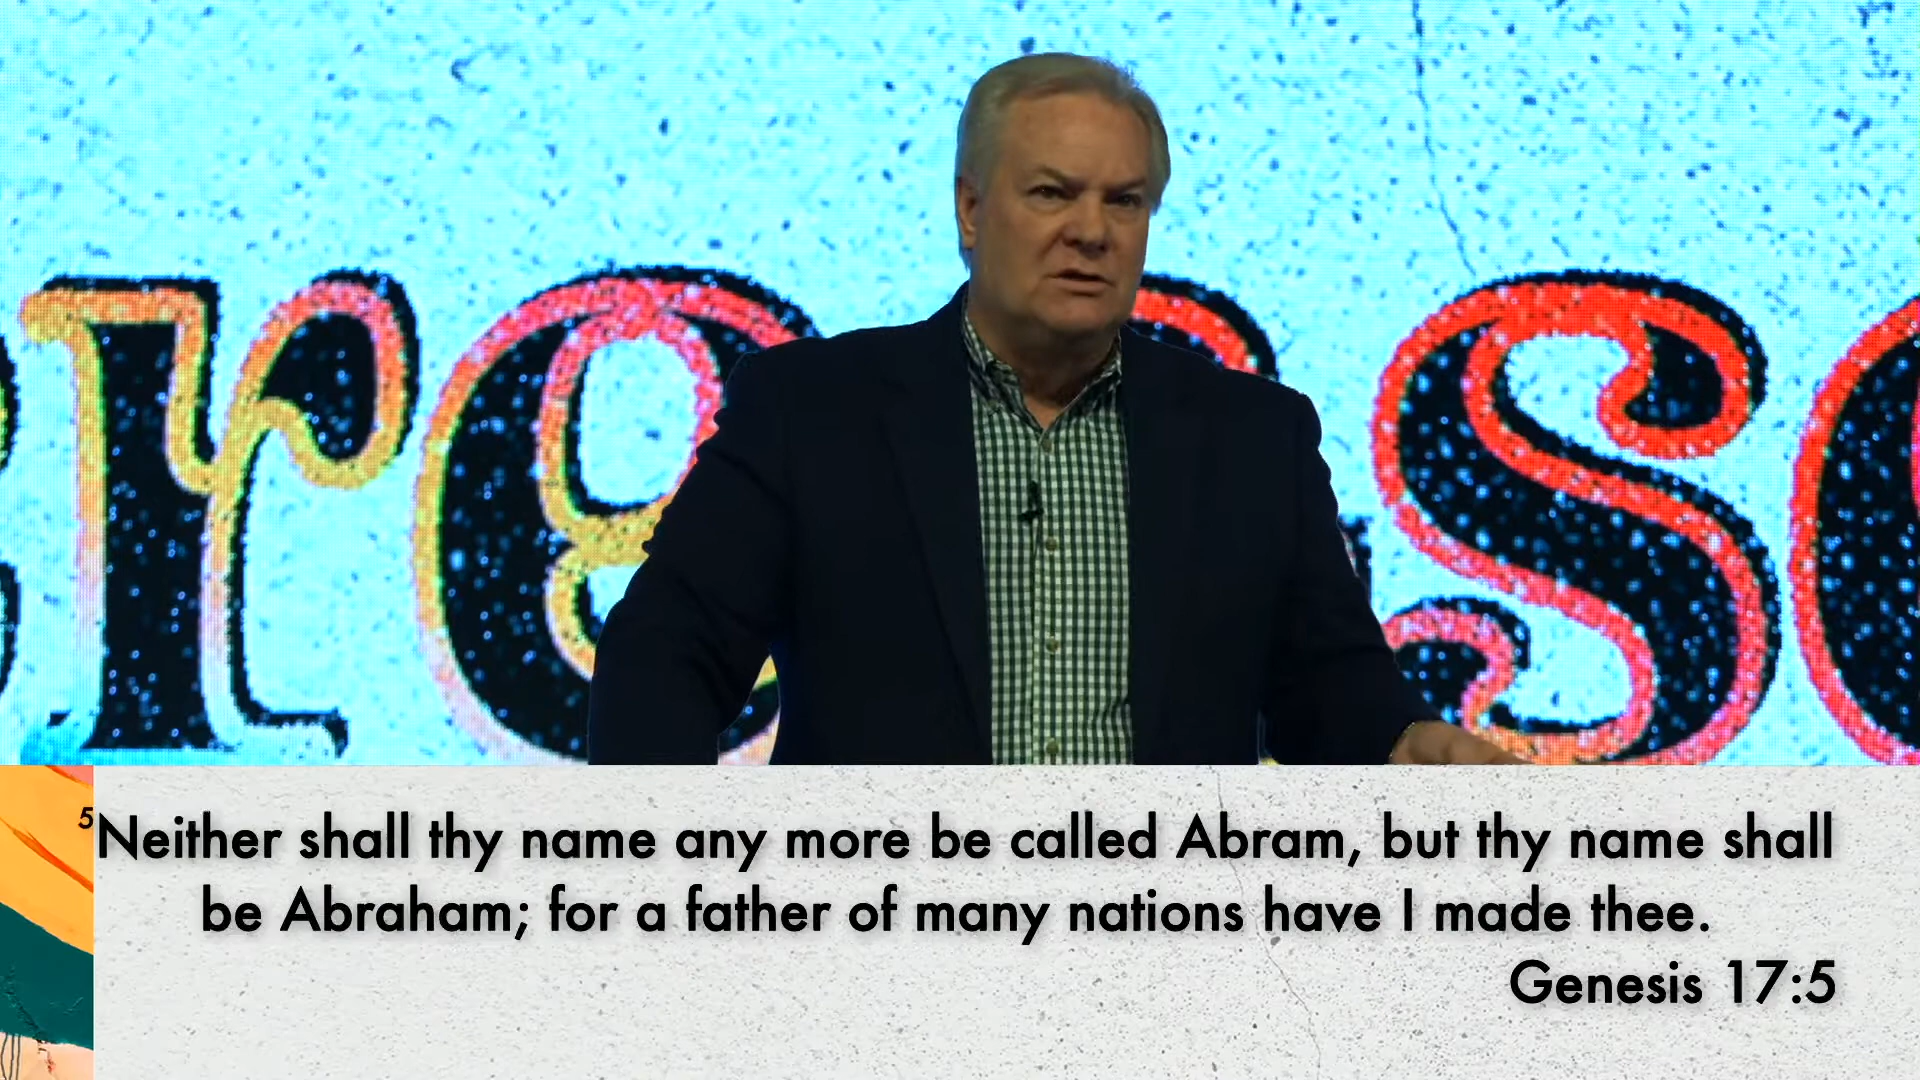 res
5Neither shall thy name any more be called Abram, but thy name shall
be Abraham; for a father of many nations have I made thee.
Genesis 17:5